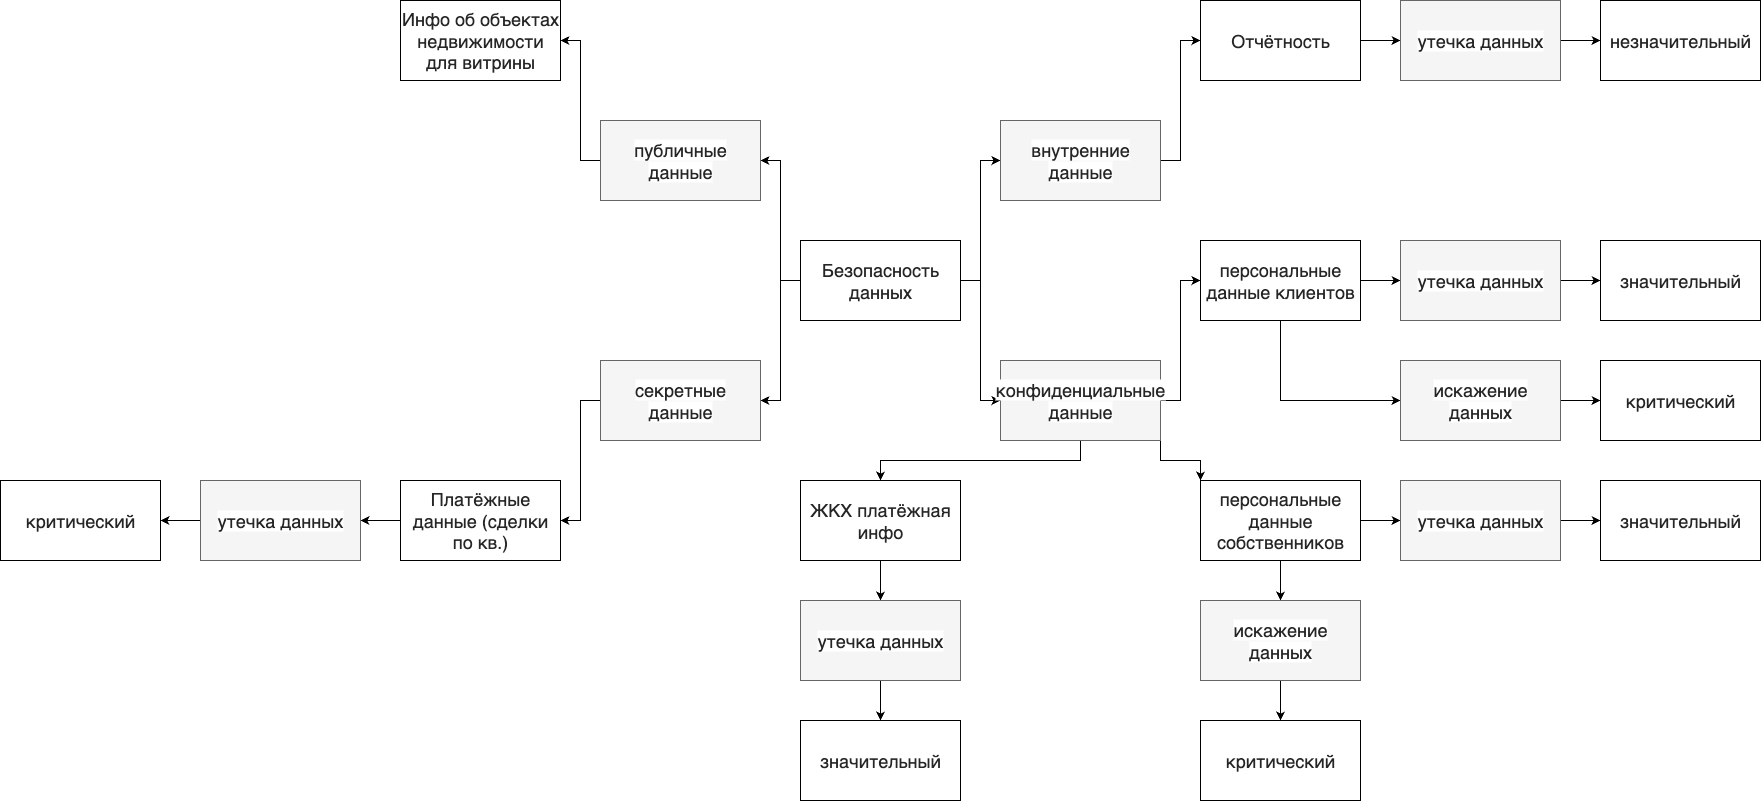 Инфо об объектах
недвижимости
для витрины
Отчётность
утечка данных
незначительный
публичные
данные
внутренние
данные
Безопасность
данных
персональные
данные клиентов
утечка данных
значительный
секретные
данные
конфиденциальные
данные
искажение
данных
критический
критический
утечка данных
Платёжные
данные (сделки
по кв.)
ЖКХ платёжная
инфо
персональные
данные
собственников
утечка данных
значительный
утечка данных
искажение
данных
значительный
критический